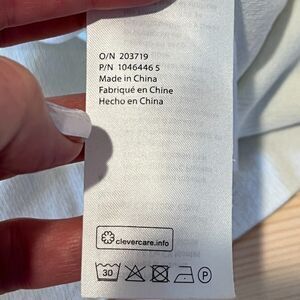 O/N 203719
P/N 1046446 5
Made in China
Fabriqué en Chine
Hecho en China
clevercare.info
30 P